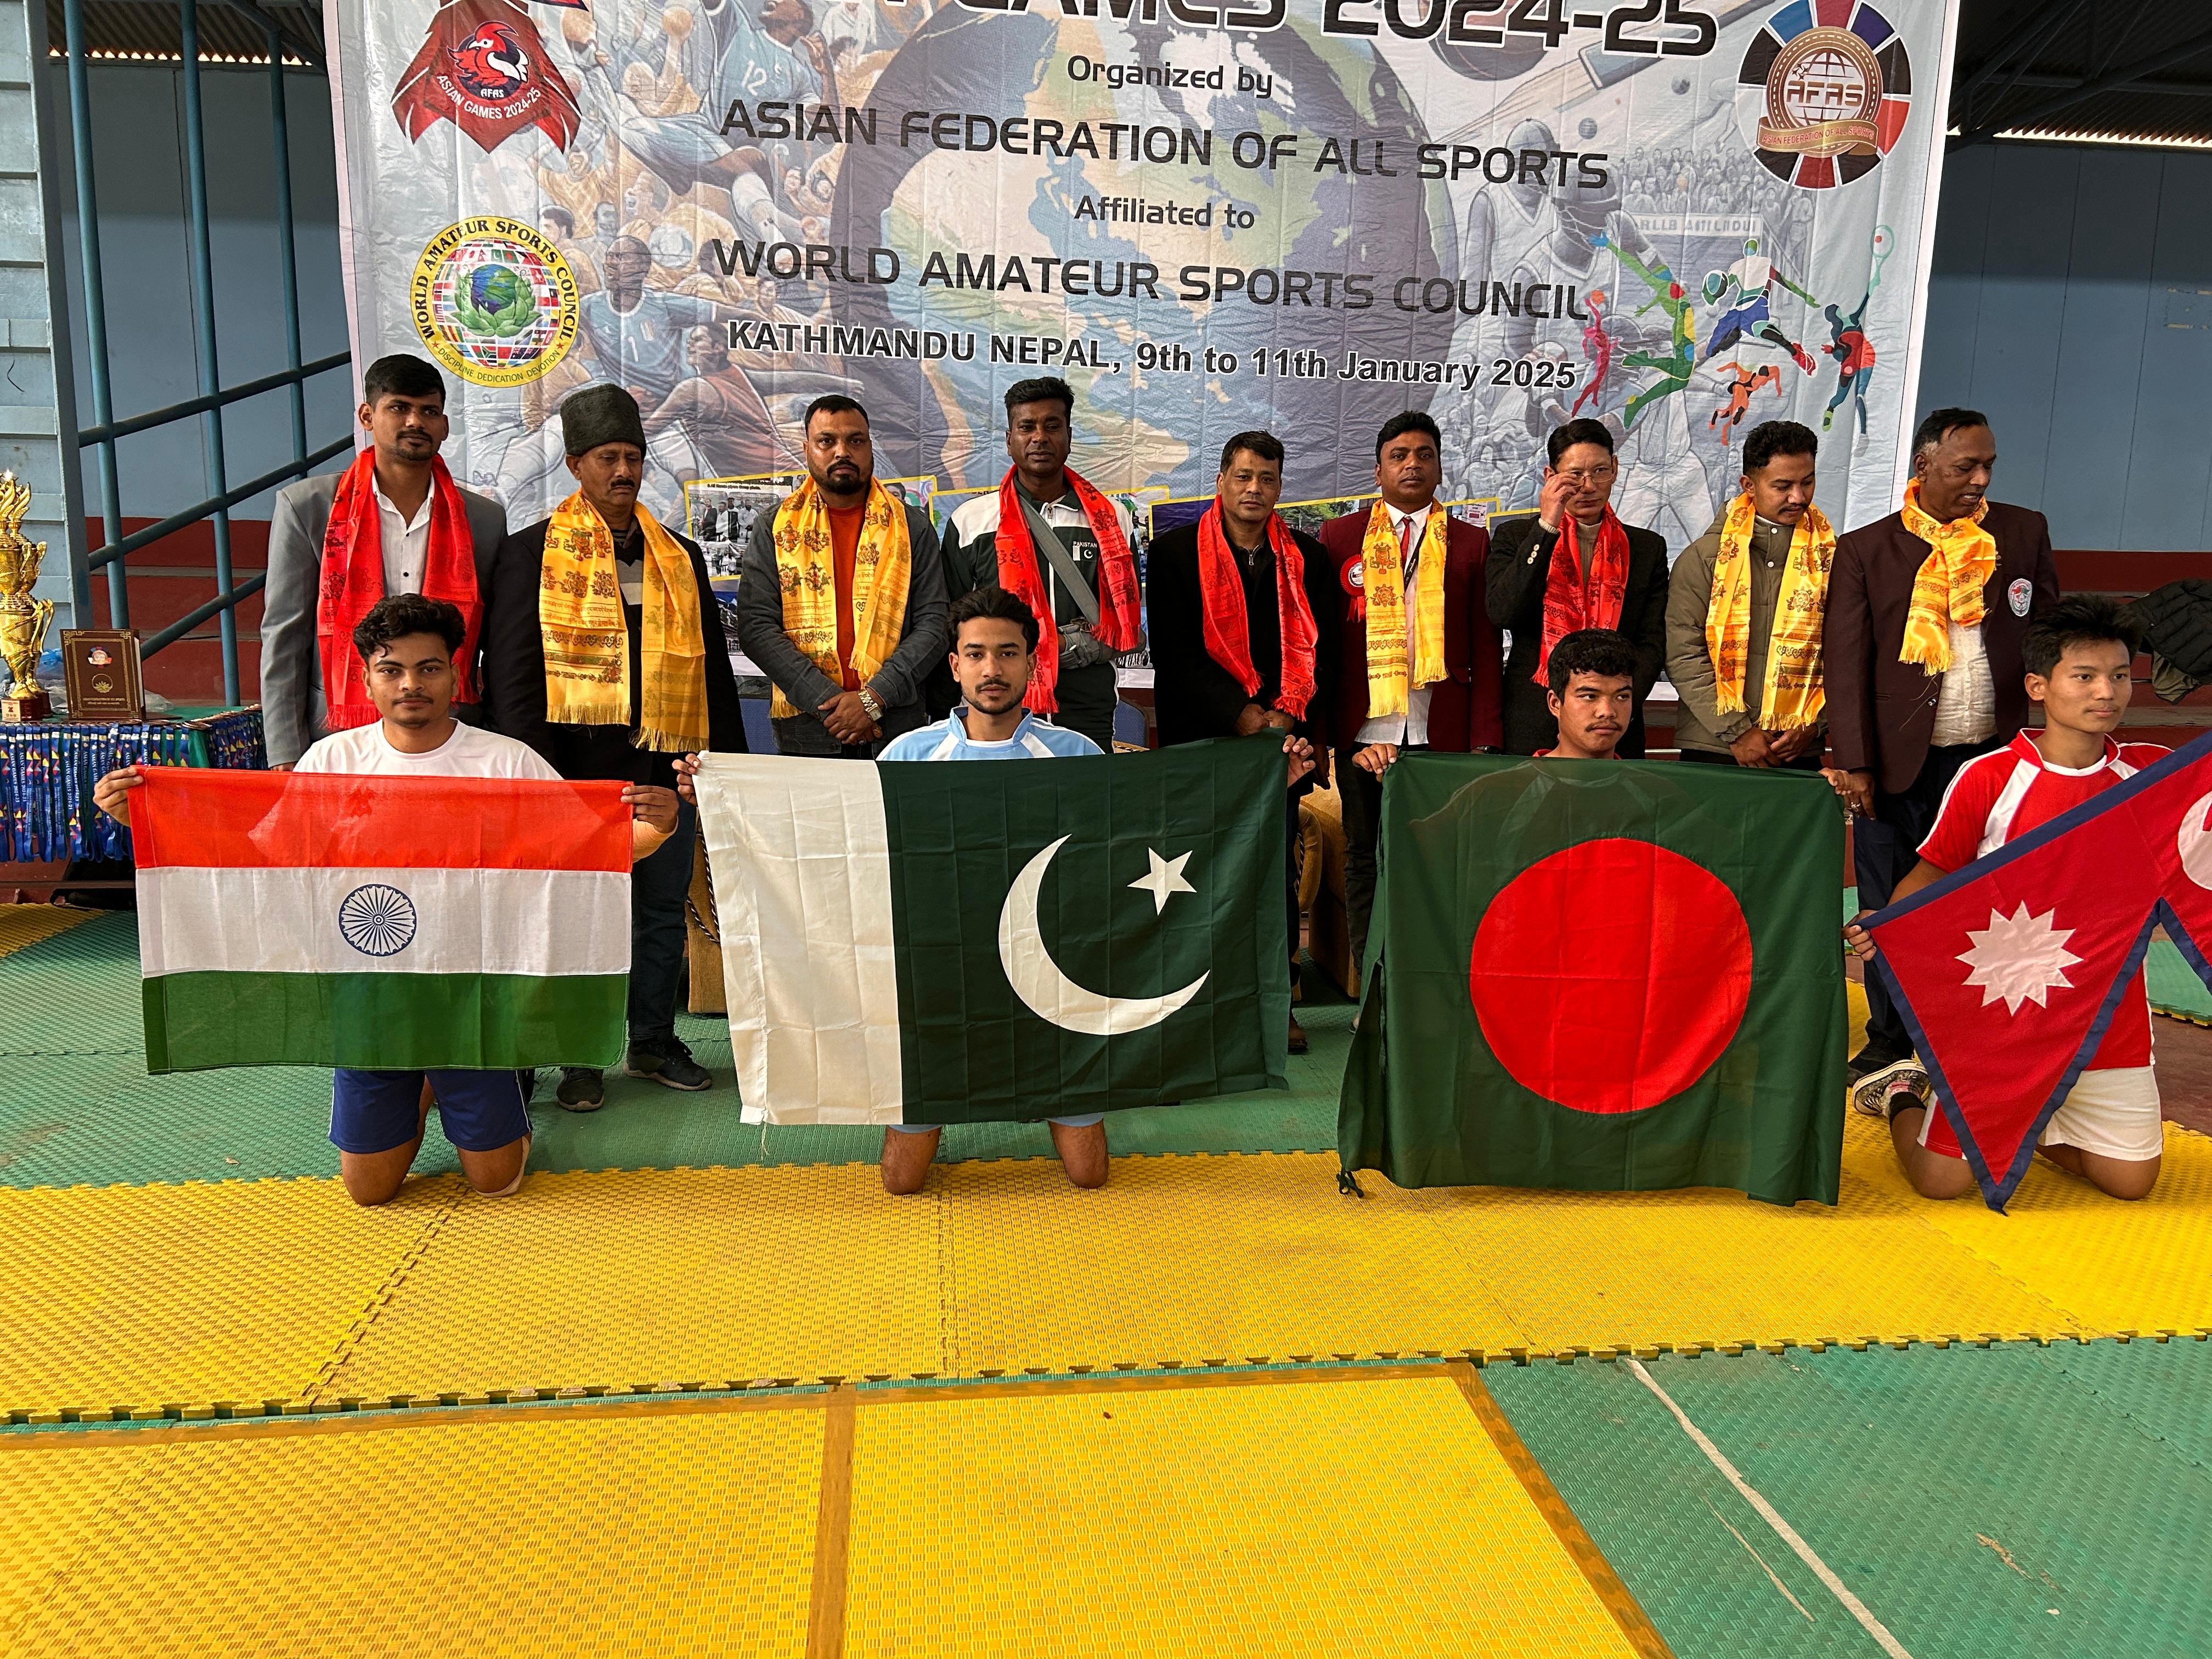 GAMES 2024-25
Organized by
ASIAN FEDERATION OF ALL SPORTS
Affiliated to
WORLD AMATEUR SPORTS COUNCIL
KATHMANDU NEPAL, 9th to 11th January 2025
AFAS
ASIAN GAMES 2024-25
WORLD AMATEUR SPORTS COUNCIL
DISCIPLINE DEDICATION DEVOTION
AFAS
ASIAN FEDERATION OF ALL SPORTS
12
1
PAKISTAN